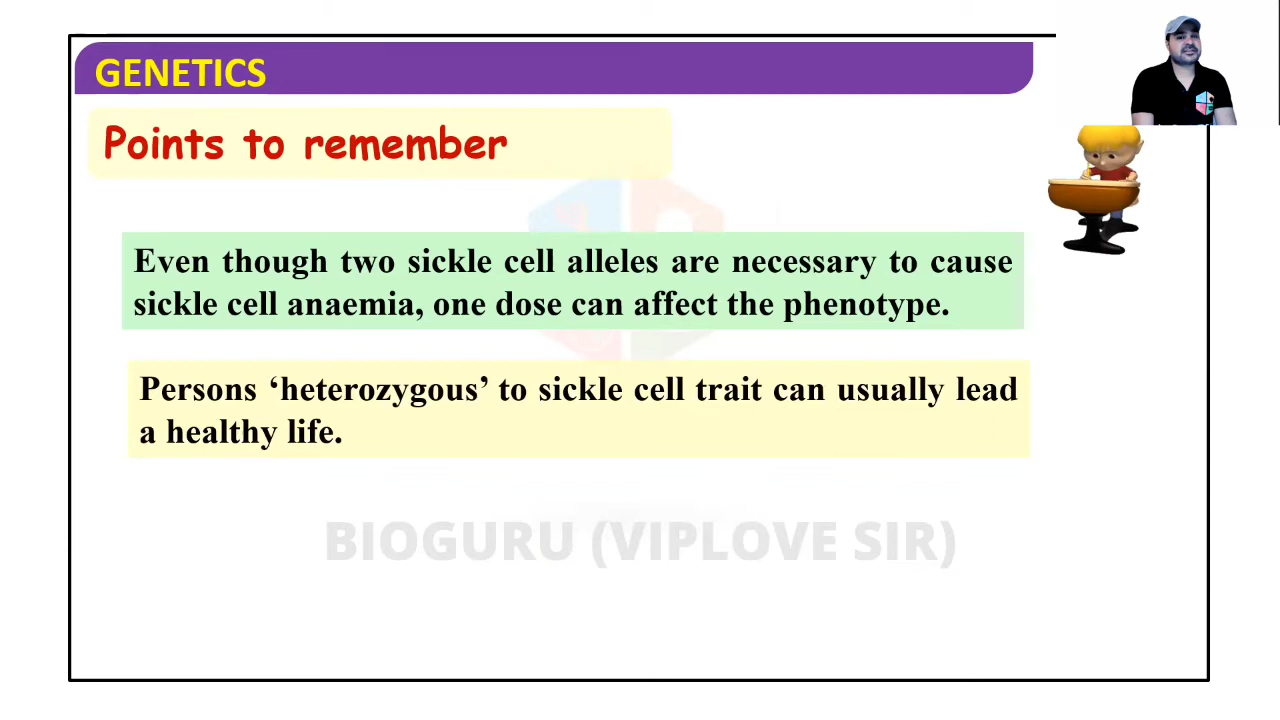 GENETICS
Points to remember
Even though two sickle cell alleles are necessary to cause
sickle cell anaemia, one dose can affect the phenotype.
Persons ‘heterozygous’ to sickle cell trait can usually lead
a healthy life.
BIOGURU (VIPLOVE SIR)